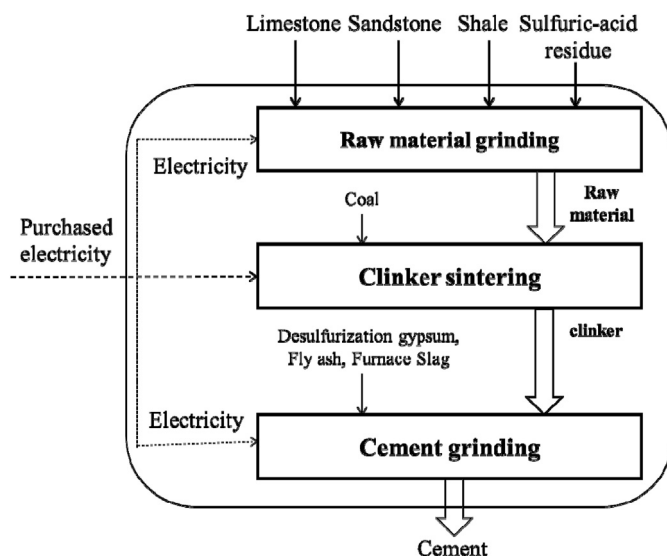 Limestone Sandstone Shale Sulfuric-acid
residue
Raw material grinding
Electricity
Raw
material
Coal
Purchased
electricity
Clinker sintering
clinker
Desulfurization gypsum,
Fly ash, Furnace Slag
Electricity
Cement grinding
Cement